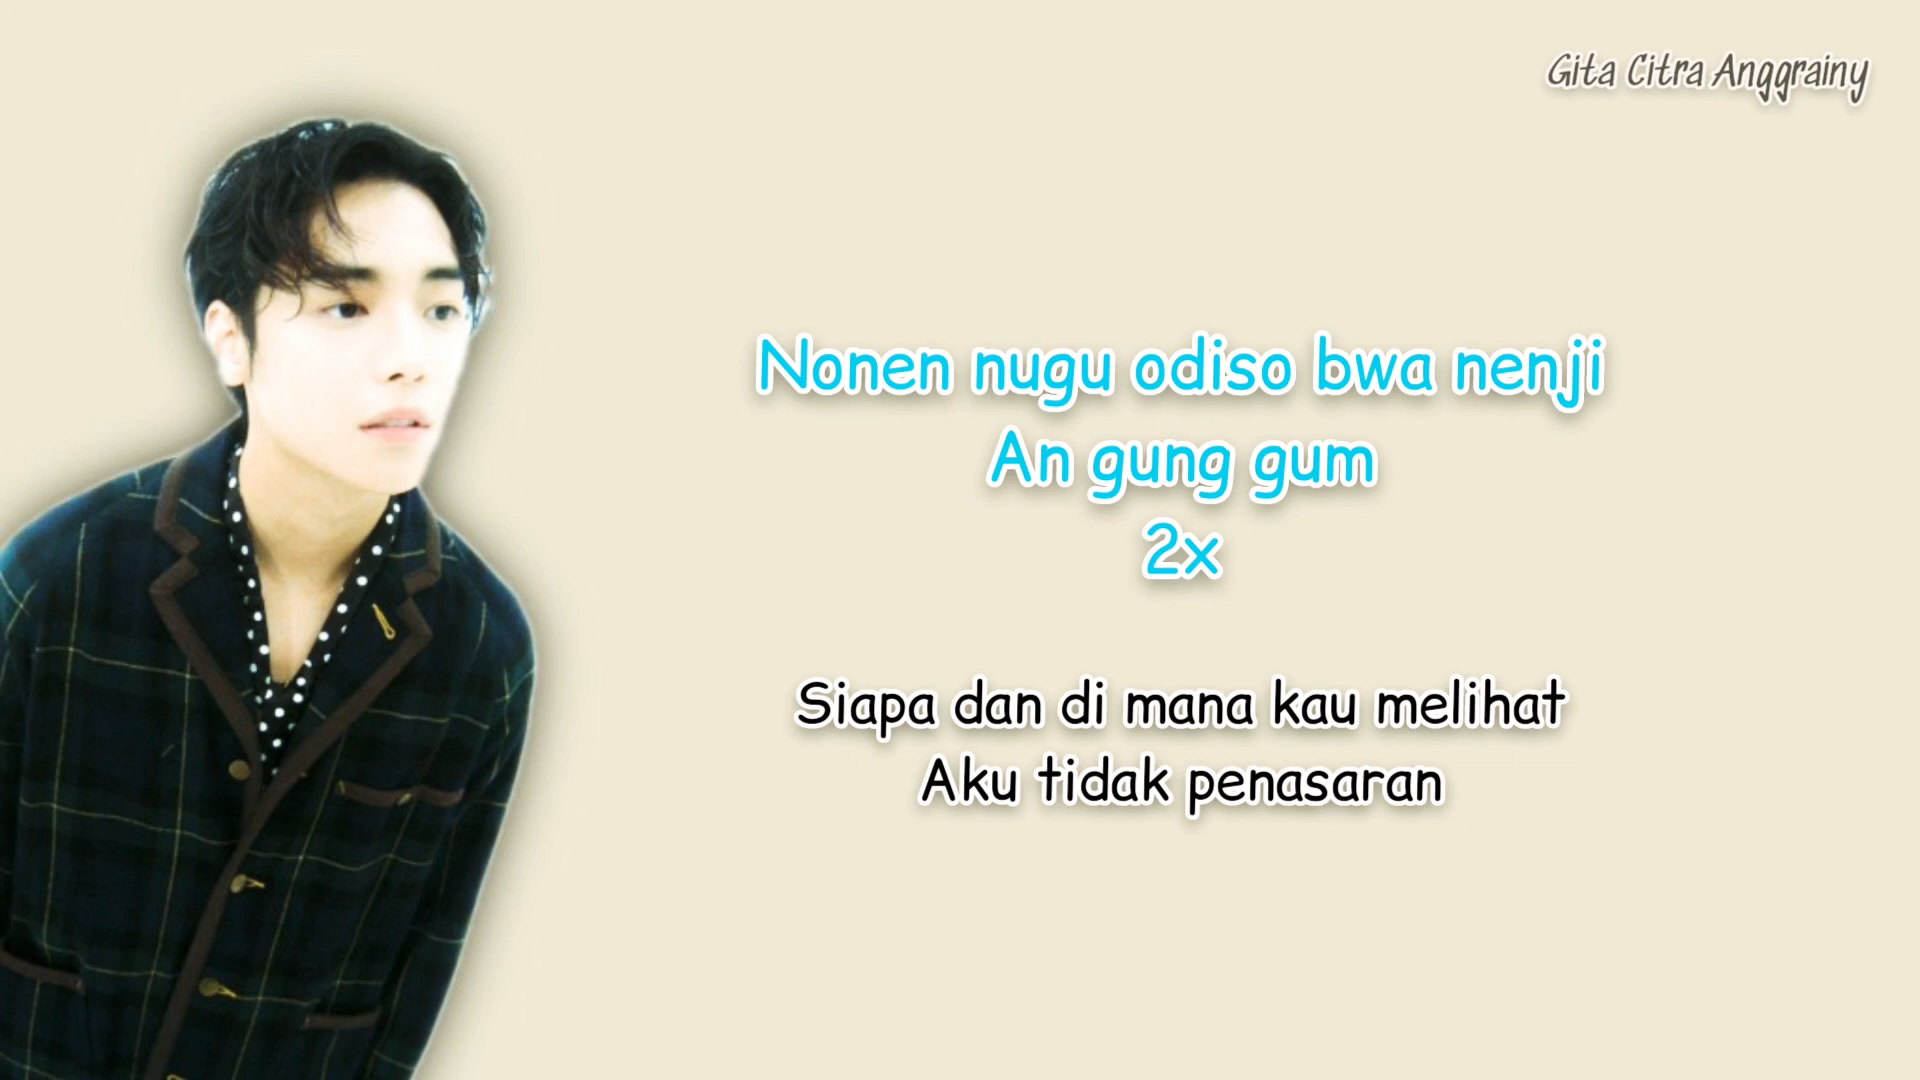 Gita Citra Anggrainy
Nonen nugu odiso bwa nenji
An gung gum
2x
Siapa dan di mana kau melihat
Aku tidak penasaran